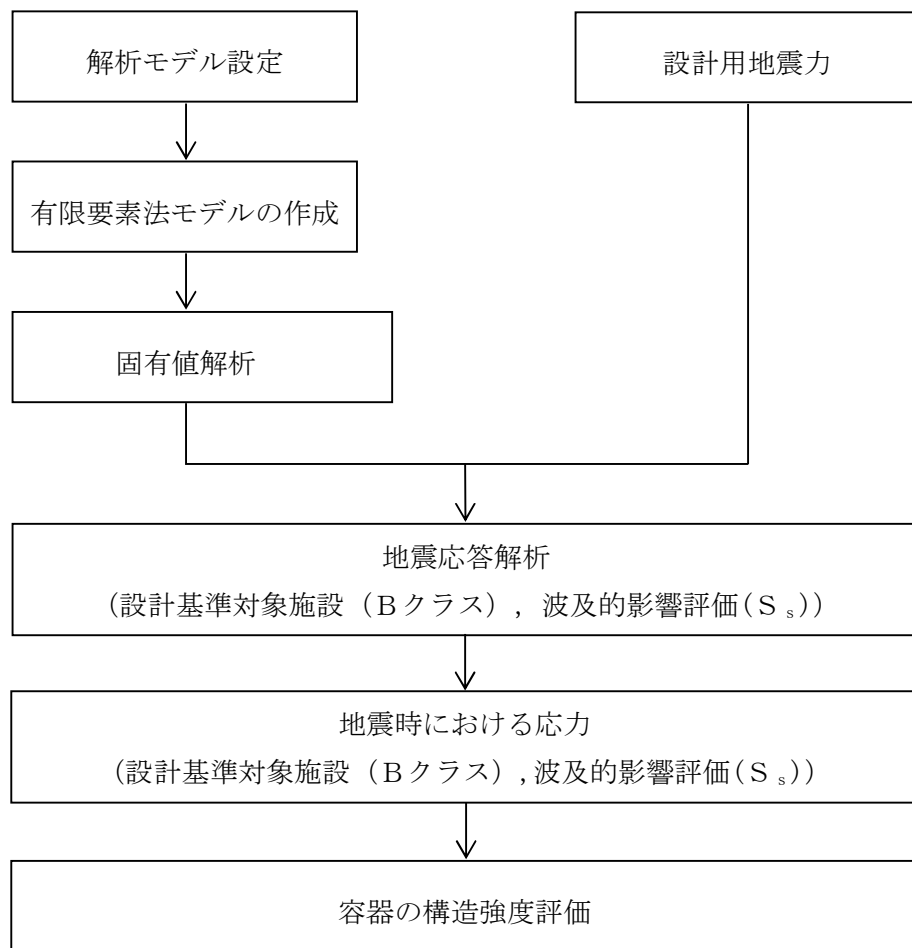 解析モデル設定
設計用地震力
有限要素法モデルの作成
固有値解析
地震応答解析
(設計基準対象施設（Bクラス）, 波及的影響評価(Ｓｓ))
地震時における応力
(設計基準対象施設（Bクラス）,波及的影響評価(Ｓｓ))
容器の構造強度評価